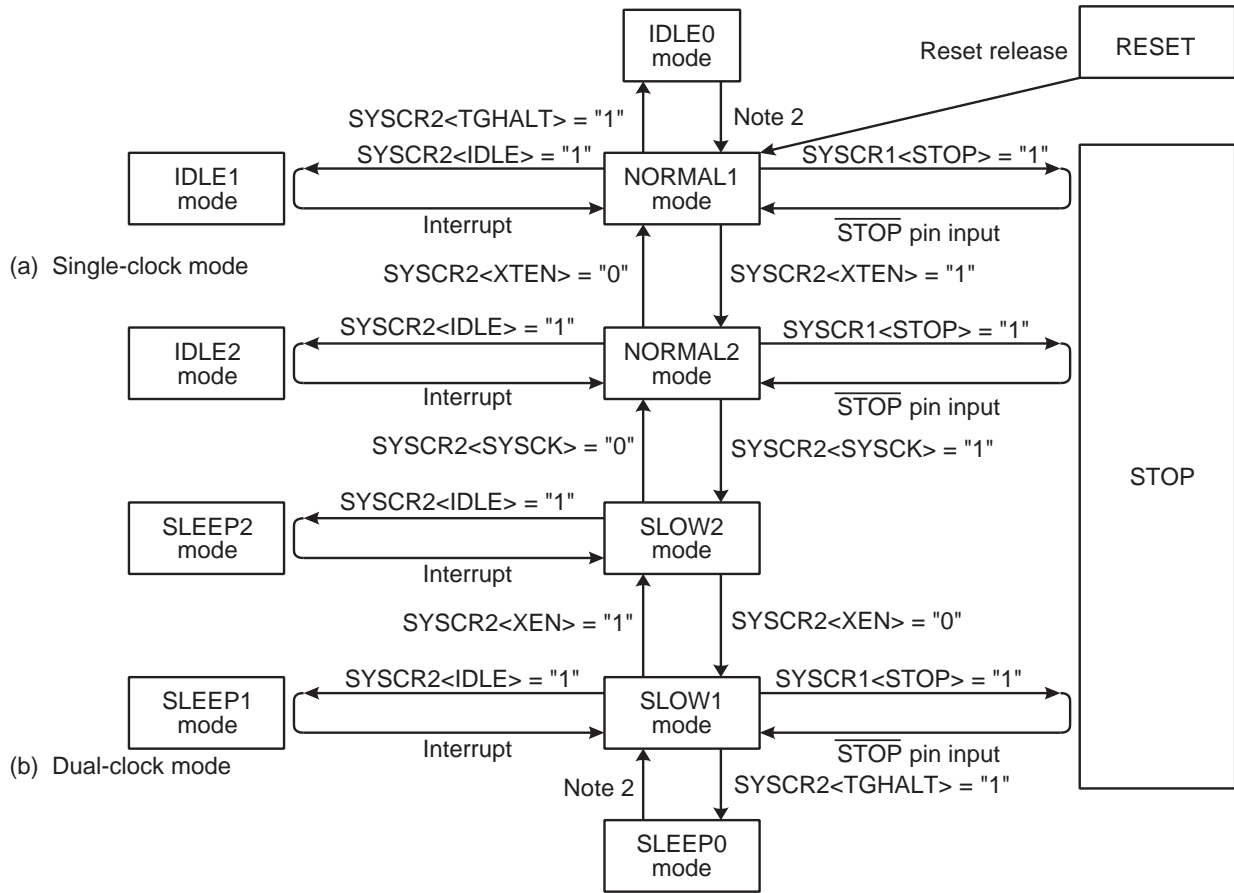 IDLE0
mode
Reset release
RESET
SYSCR2<TGHALT> = "1"
Note 2
SYSCR2<IDLE> = "1"
SYSCR1<STOP> = "1"
IDLE1
mode
NORMAL1
mode
Interrupt
STOP pin input
(a) Single-clock mode
SYSCR2<XTEN> = "0"
SYSCR2<XTEN> = "1"
SYSCR2<IDLE> = "1"
SYSCR1<STOP> = "1"
IDLE2
mode
NORMAL2
mode
Interrupt
STOP pin input
SYSCR2<SYSCK> = "0"
SYSCR2<SYSCK> = "1"
STOP
SYSCR2<IDLE> = "1"
SLEEP2
mode
SLOW2
mode
Interrupt
SYSCR2<XEN> = "1"
SYSCR2<XEN> = "0"
SYSCR2<IDLE> = "1"
SYSCR1<STOP> = "1"
SLEEP1
mode
SLOW1
mode
Interrupt
STOP pin input
(b) Dual-clock mode
Note 2
SYSCR2<TGHALT> = "1"
SLEEP0
mode